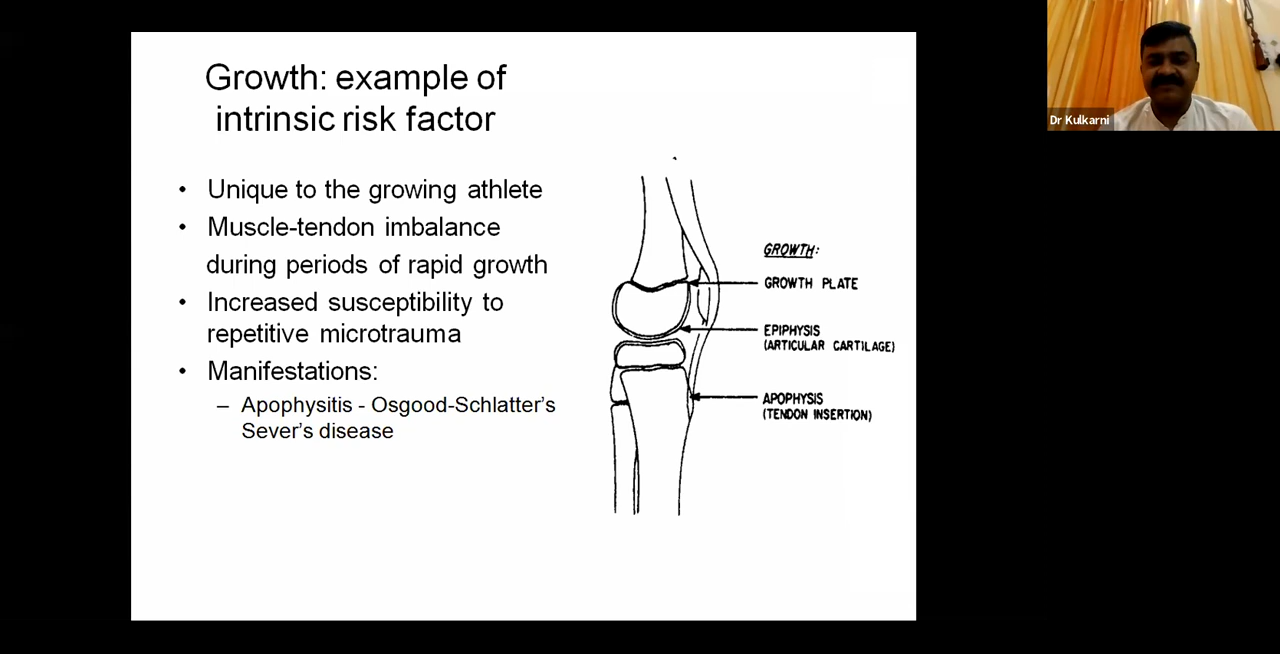 Growth: example of
intrinsic risk factor
• Unique to the growing athlete
• Muscle-tendon imbalance
during periods of rapid growth
• Increased susceptibility to
repetitive microtrauma
• Manifestations:
– Apophysitis - Osgood-Schlatter's
Sever's disease
GROWTH:
GROWTH PLATE
EPIPHYSIS
(ARTICULAR CARTILAGE)
APOPHYSIS
(TENDON INSERTION)
Dr Kulkarni